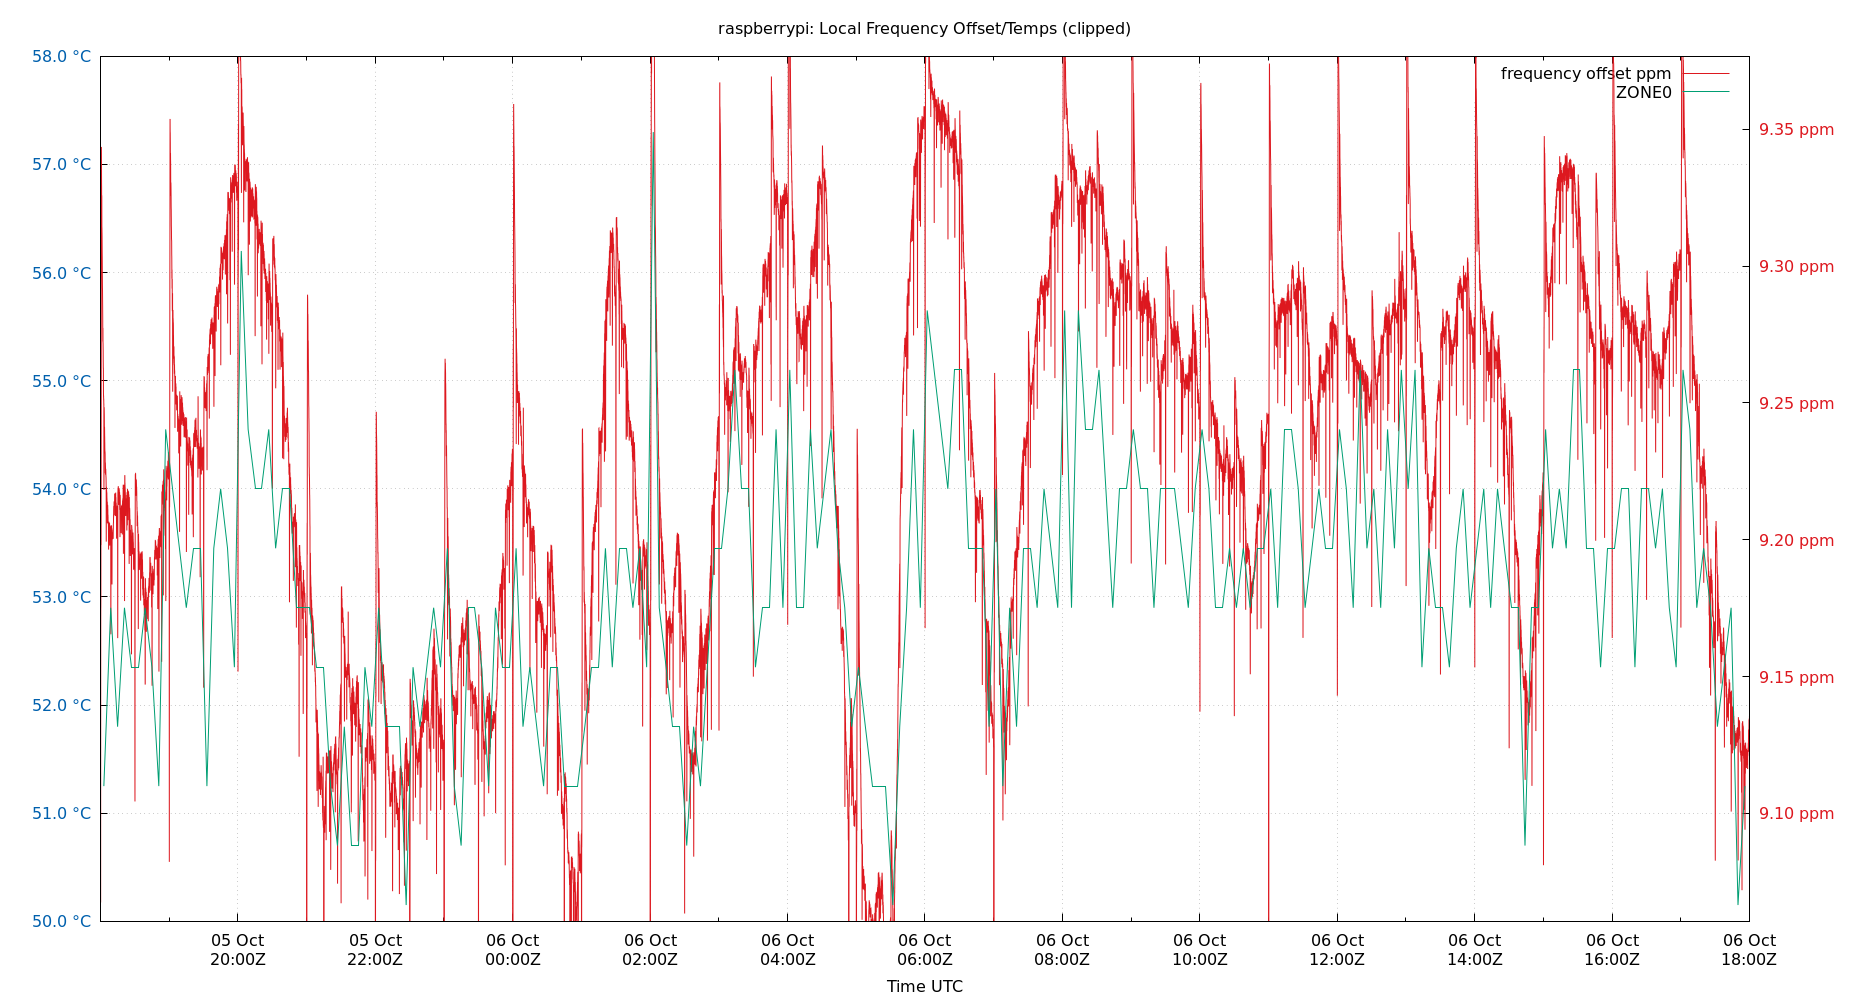 raspberrypi: Local Frequency Offset/Temps (clipped)
58.0 °C
57.0 °C
56.0 °C
55.0 °C
54.0 °C
53.0 °C
52.0 °C
51.0 °C
50.0 °C
frequency offset ppm
ZONE0
9.35 ppm
9.30 ppm
9.25 ppm
9.20 ppm
9.15 ppm
9.10 ppm
05 Oct 05 Oct 06 Oct 06 Oct 06 Oct 06 Oct 06 Oct 06 Oct 06 Oct 06 Oct 06 Oct 06 Oct
20:00Z 22:00Z 00:00Z 02:00Z 04:00Z 06:00Z 08:00Z 10:00Z 12:00Z 14:00Z 16:00Z 18:00Z
Time UTC